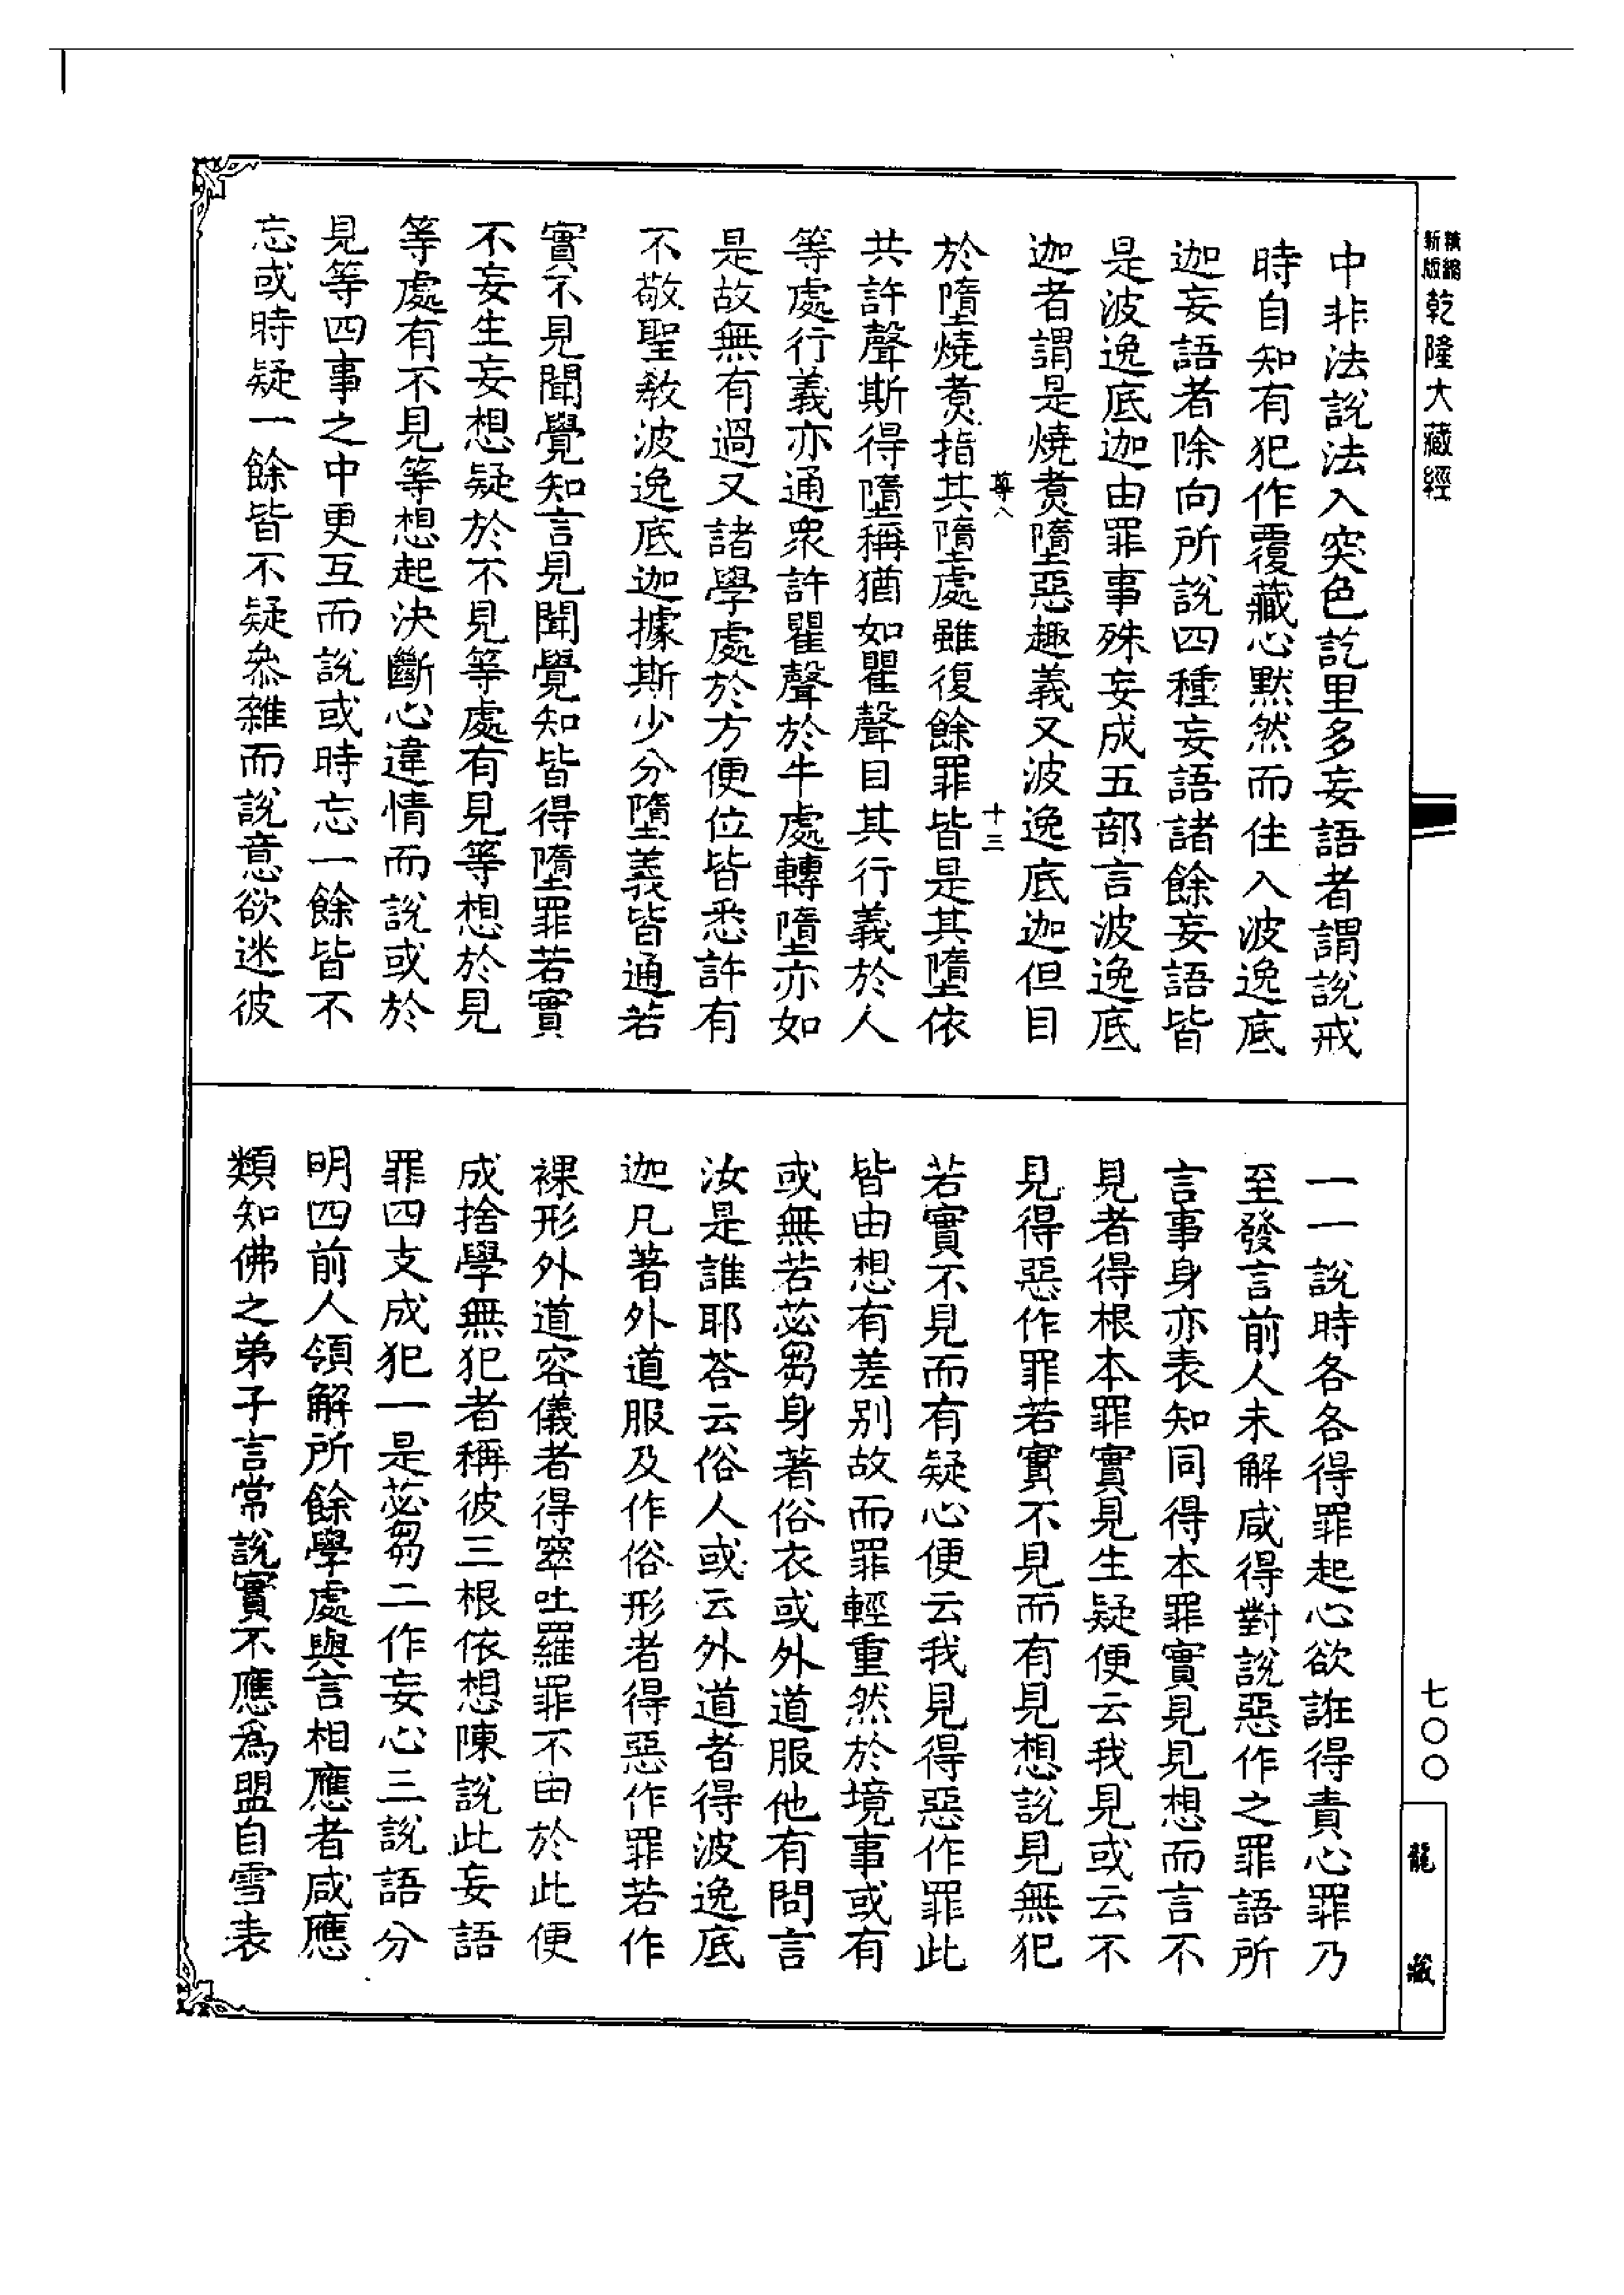 精縮
新版
乾隆大藏經
中非法說法入突色訖里多妄語者謂說戒
時自知有犯作覆藏心默然而住入波逸底
迦妄語者除向所說四種妄語諸餘妄語皆
是波逸底迦由罪事殊妄成五部言波逸底
迦者謂是燒煑墮惡趣義又波逸底迦但目
尊八
十三
於墮燒煑指其墮處雖復餘罪皆是其墮依
共許聲斯得墮稱猶如瞿聲目其行義於人
等處行義亦通衆許瞿聲於牛處轉墮亦如
是故無有過又諸學處於方便位皆悉許有
不敬聖教波逸底迦據斯少分墮義皆通若
實不見聞覺知言見聞覺知皆得墮罪若實
不妄生妄想疑於不見等處有見等想於見
等處有不見等想起決斷心違情而說或於
見等四事之中更互而說或時忘一餘皆不
忘或時疑一餘皆不疑叅雜而說意欲迷彼
一一說時各各得罪起心欲誑得責心罪乃
至發言前人未解咸得對說惡作之罪語所
言事身亦表知同得本罪實見見想而言不
見者得根本罪實見生疑便云我見或云不
見得惡作罪若實不見而有見想說見無犯
若實不見而有疑心便云我見得惡作罪此
皆由想有差別故而罪輕重然於境事或有
或無若苾芻身著俗衣或外道服他有問言
汝是誰耶荅云俗人或云外道者得波逸底
迦凡著外道服及作俗形者得惡作罪若作
裸形外道容儀者得窣吐羅罪不由於此便
成捨學無犯者稱彼三根依想陳說此妄語
罪四支成犯一是苾芻二作妄心三說語分
明四前人領解所餘學處與言相應者咸應
類知佛之弟子言常說實不應爲盟自雪表
七〇〇
龍藏